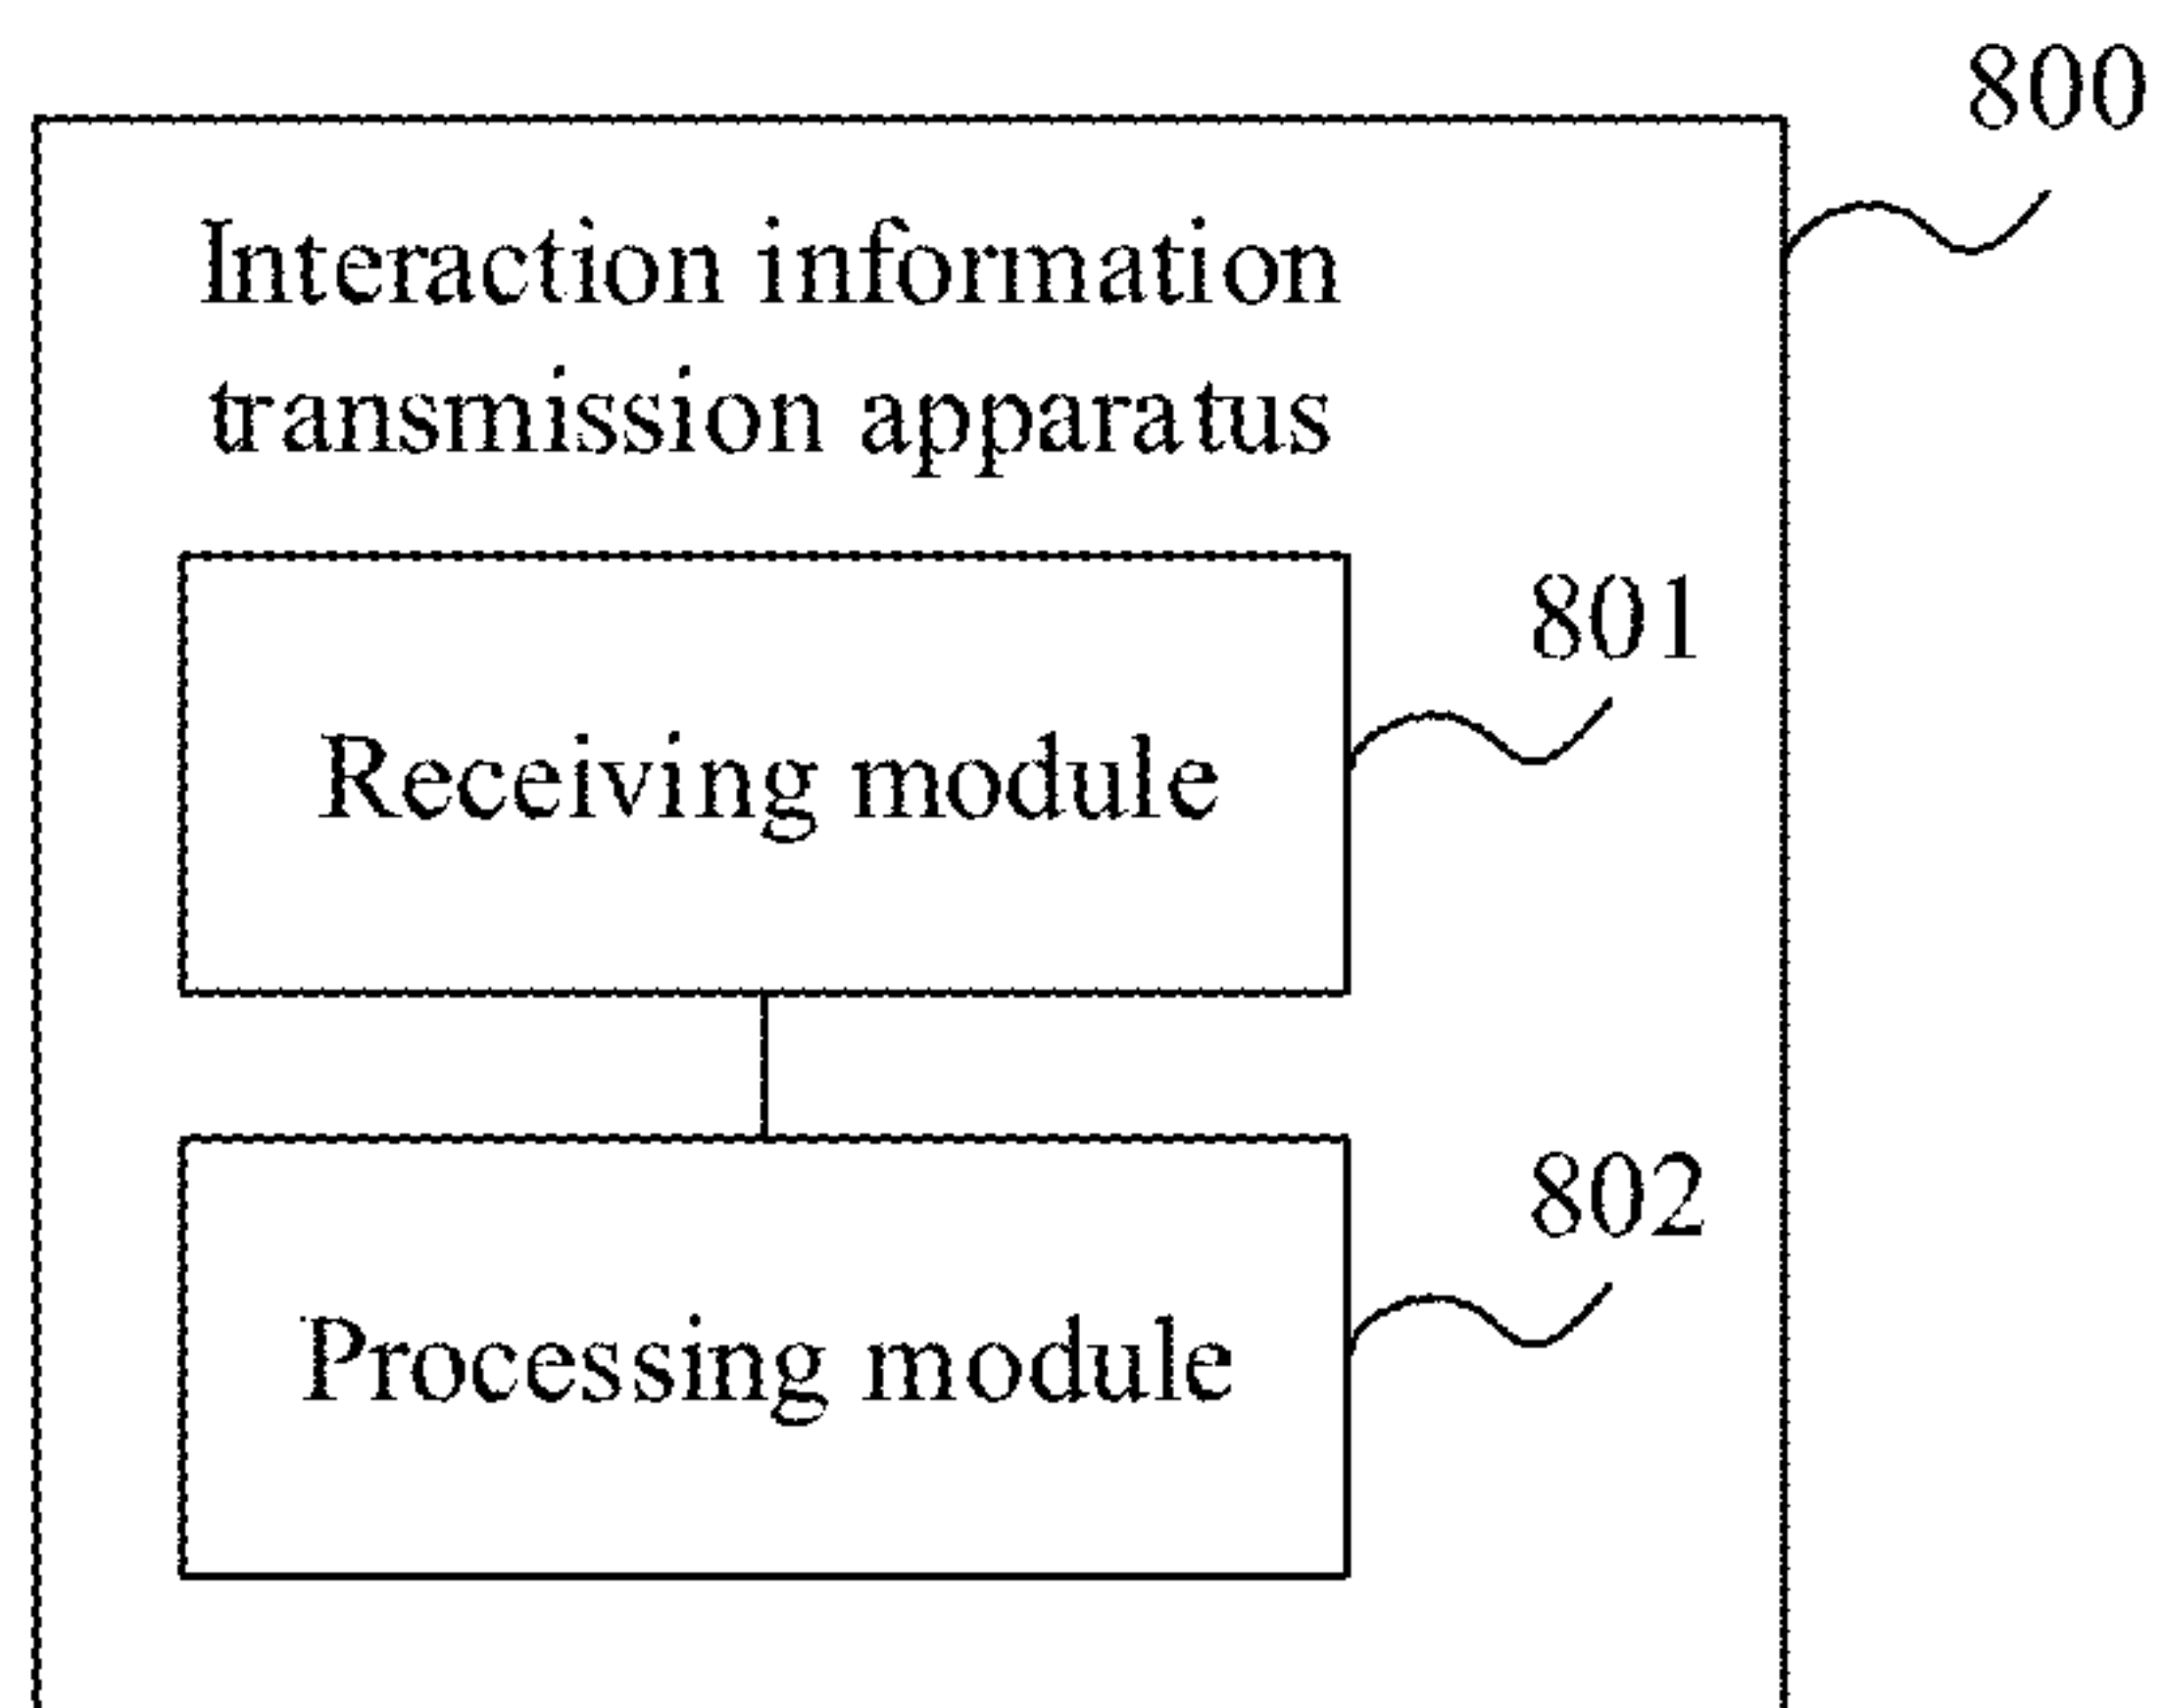 800
Interaction information
transmission apparatus
801
Receiving module
802
Processing module